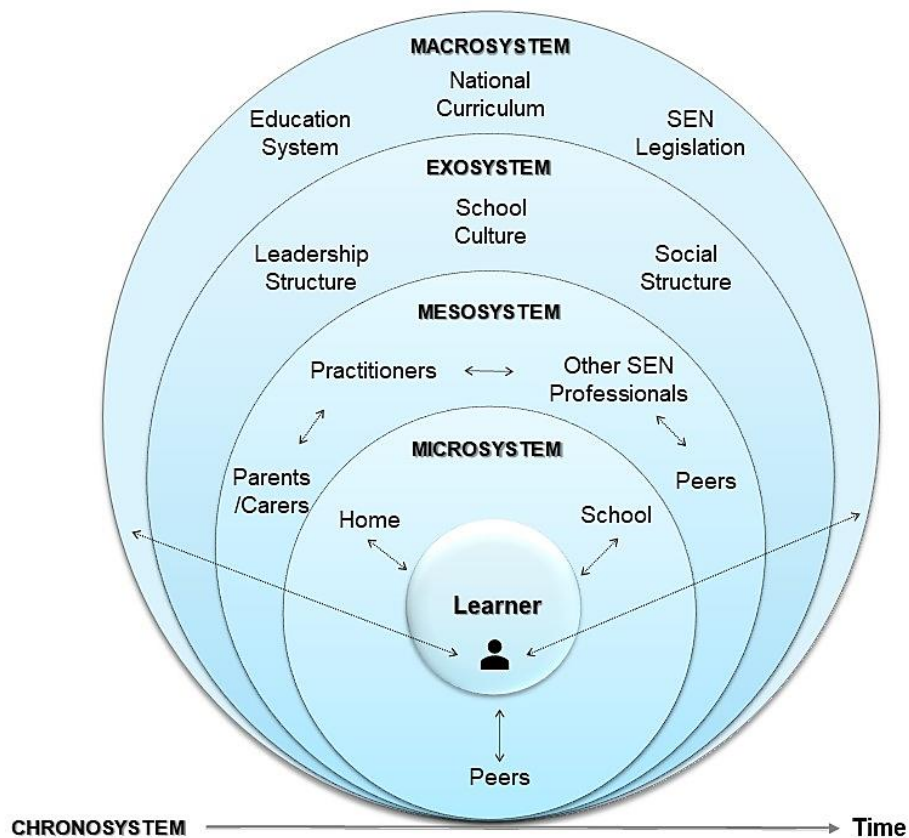 MACROSYSTEM
National
Curriculum
Education
System
SEN
Legislation
EXOSYSTEM
School
Culture
Leadership
Structure
Social
Structure
MESOSYSTEM
Practitioners
Other SEN
Professionals
MICROSYSTEM
Parents
/Carers
Peers
Home
School
Learner
Peers
CHRONOSYSTEM
Time